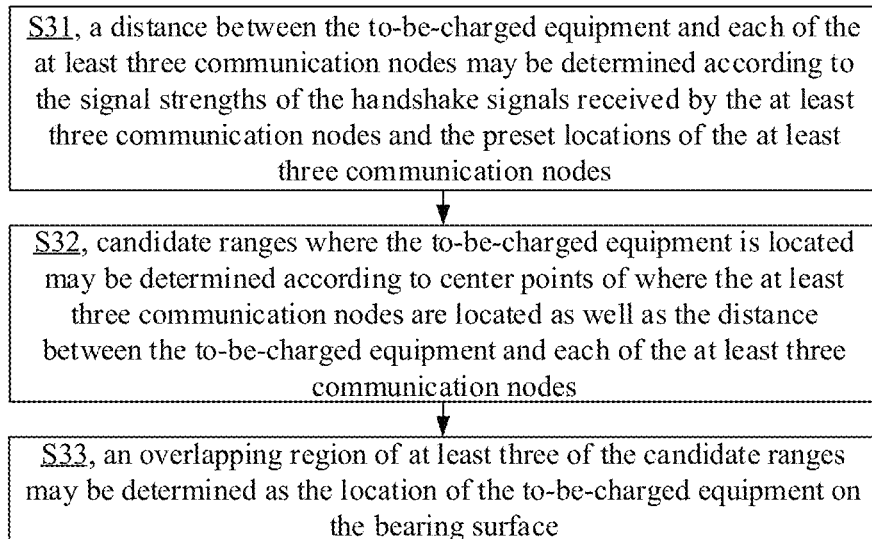 S31, a distance between the to-be-charged equipment and each of the
at least three communication nodes may be determined according to
the signal strengths of the handshake signals received by the at least
three communication nodes and the preset locations of the at least
three communication nodes
S32, candidate ranges where the to-be-charged equipment is located
may be determined according to center points of where the at least
three communication nodes are located as well as the distance
between the to-be-charged equipment and each of the at least three
communication nodes
S33, an overlapping region of at least three of the candidate ranges
may be determined as the location of the to-be-charged equipment on
the bearing surface